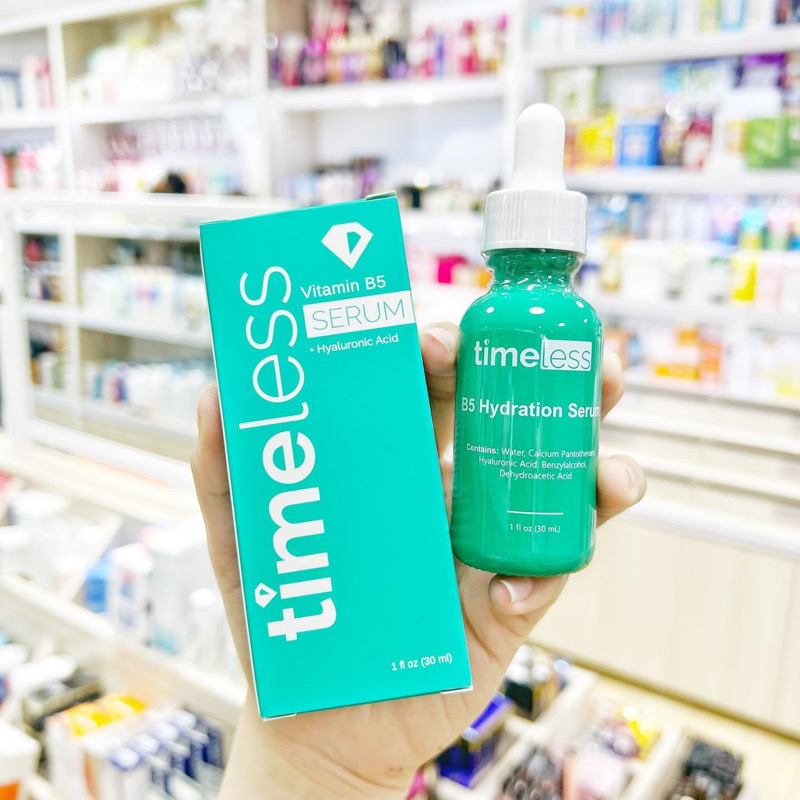 timeless
Vitamin B5
SERUM
+ Hyaluronic Acid
1 fl oz (30 ml)
timeless
B5 Hydration Serum
Contains: Water, Calcium Pantothenate
Hyaluronic Acid, Benzylalcohol,
Dehydroacetic Acid
1 fl oz (30 mL)